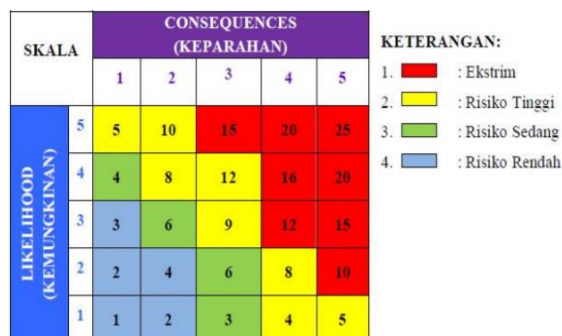 SKALA
CONSEQUENCES
(KEPARAHAN)
1 2 3 4 5
LIKELIHOOD
(KEMUNGKINAN)
5 5 10 15 20 25
4 4 8 12 16 20
3 3 6 9 12 15
2 2 4 6 8 10
1 1 2 3 4 5
KETERANGAN:
1. : Ekstrim
2. : Risiko Tinggi
3. : Risiko Sedang
4. : Risiko Rendah